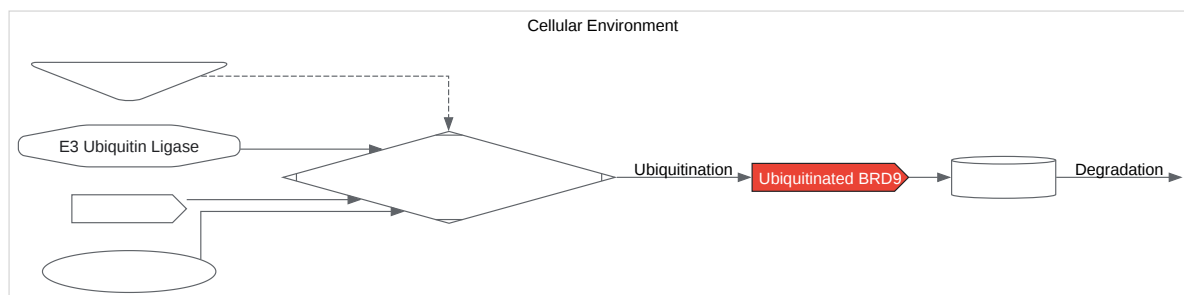 Cellular Environment
E3 Ubiquitin Ligase
Ubiquitination
Ubiquitinated BRD9
Degradation